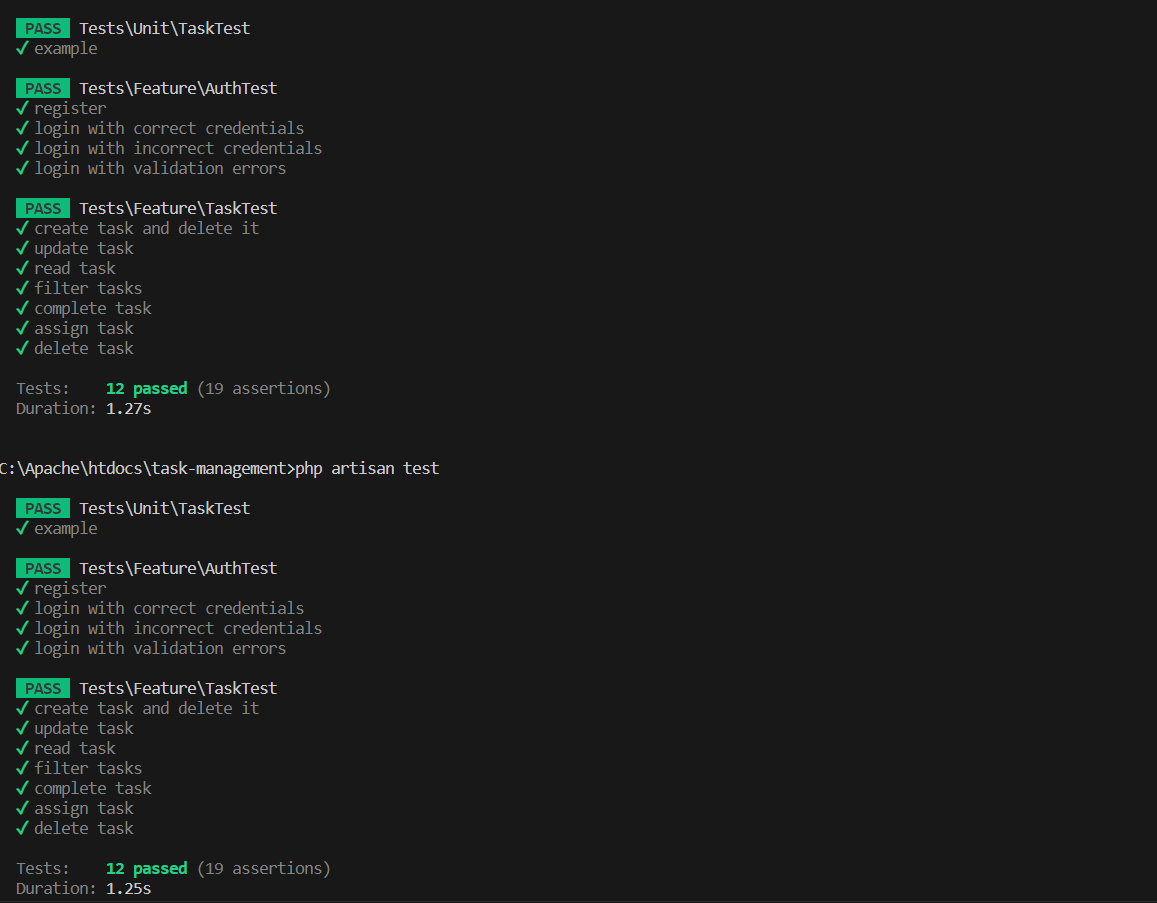 PASS Tests\Unit\TaskTest
✓ example
PASS Tests\Feature\AuthTest
✓ register
✓ login with correct credentials
✓ login with incorrect credentials
✓ login with validation errors
PASS Tests\Feature\TaskTest
✓ create task and delete it
✓ update task
✓ read task
✓ filter tasks
✓ complete task
✓ assign task
✓ delete task
Tests: 12 passed (19 assertions)
Duration: 1.27s
C:\Apache\htdocs\task-management>php artisan test
PASS Tests\Unit\TaskTest
✓ example
PASS Tests\Feature\AuthTest
✓ register
✓ login with correct credentials
✓ login with incorrect credentials
✓ login with validation errors
PASS Tests\Feature\TaskTest
✓ create task and delete it
✓ update task
✓ read task
✓ filter tasks
✓ complete task
✓ assign task
✓ delete task
Tests: 12 passed (19 assertions)
Duration: 1.25s